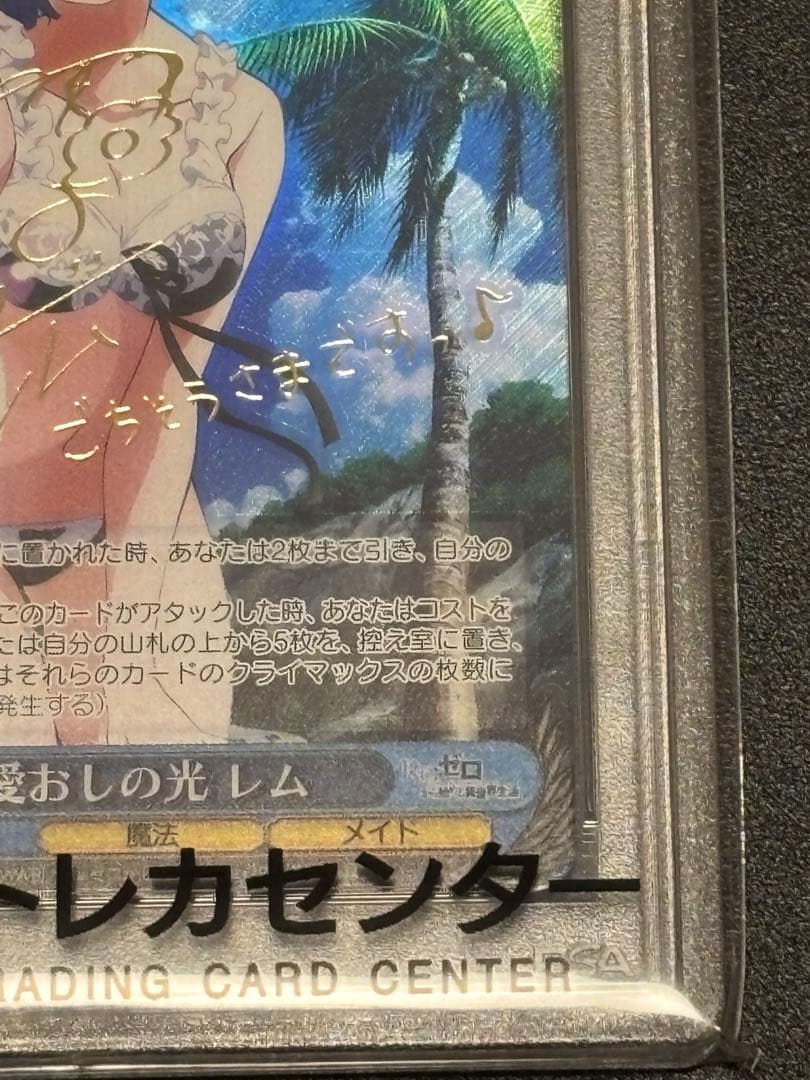 ごちそうさまそあっ♪
に置かれた時、あなたは2枚まで引き、自分の
このカードがアタックした時、あなたはコストを
たは自分の山札の上から5枚を、控え室に置き、
はそれらのカードのクライマックスの枚数に
発生する)
愛おしの光 レム
ゼロ
魔法 メイド
トレカセンター
RADING CARD CENTER